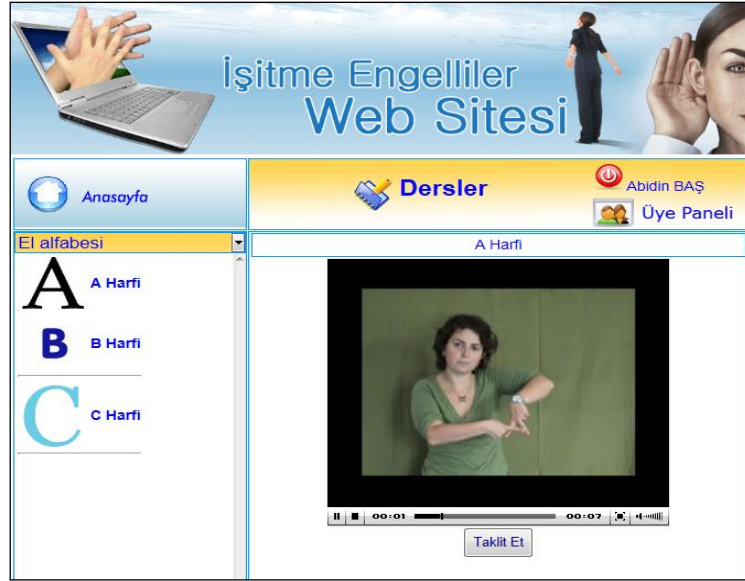 İşitme Engelliler
Web Sitesi
Anasayfa
Dersler
Abidin BAŞ
Üye Paneli
El alfabesi
A Harfi
A
A Harfi
B
B Harfi
C
C Harfi
00:01
00:07
Taklit Et